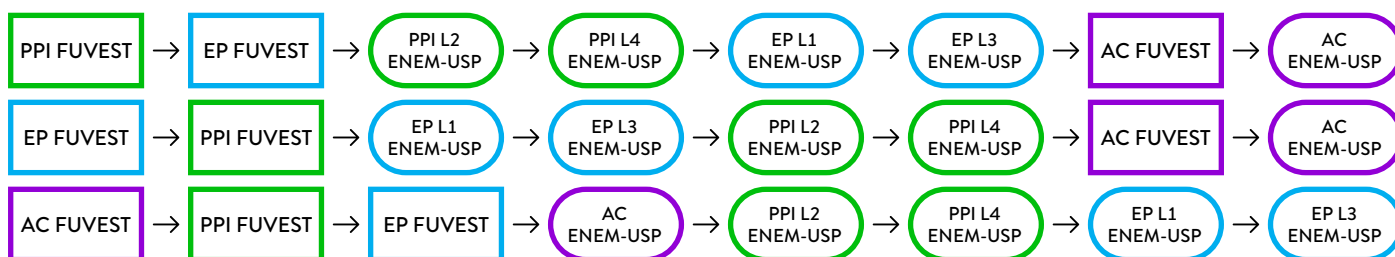 PPI FUVEST
EP FUVEST
PPI L2
ENEM-USP
PPI L4
ENEM-USP
EP L1
ENEM-USP
EP L3
ENEM-USP
AC FUVEST
AC
ENEM-USP
EP FUVEST
PPI FUVEST
EP L1
ENEM-USP
EP L3
ENEM-USP
PPI L2
ENEM-USP
PPI L4
ENEM-USP
AC FUVEST
AC
ENEM-USP
AC FUVEST
PPI FUVEST
EP FUVEST
AC
ENEM-USP
PPI L2
ENEM-USP
PPI L4
ENEM-USP
EP L1
ENEM-USP
EP L3
ENEM-USP